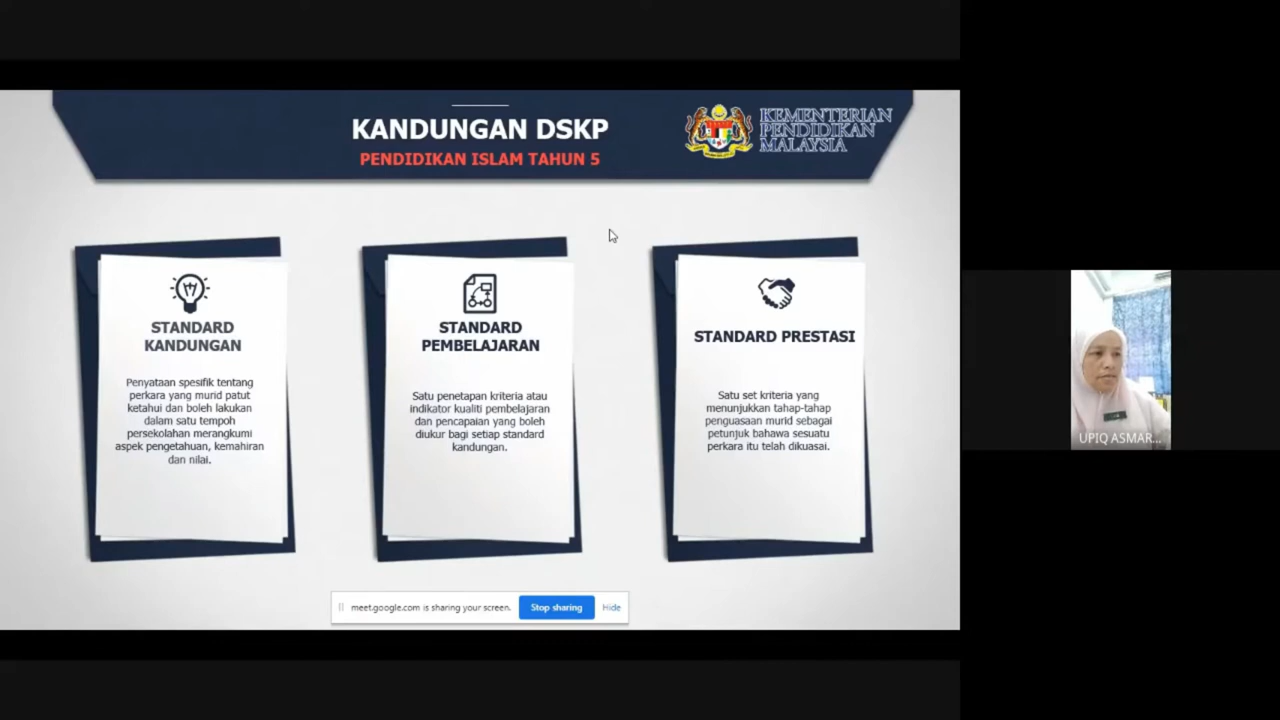 KANDUNGAN DSKP
PENDIDIKAN ISLAM TAHUN 5
KEMENTERIAN
PENDIDIKAN
MALAYSIA
STANDARD
KANDUNGAN
Penyataan spesifik tentang
perkara yang murid patut
ketahui dan boleh lakukan
dalam satu tempoh
persekolahan merangkumi
aspek pengetahuan, kemahiran
dan nilai.
STANDARD
PEMBELAJARAN
Satu penetapan kriteria atau
indikator kualiti pembelajaran
dan pencapaian yang boleh
diukur bagi setiap standard
kandungan.
STANDARD PRESTASI
Satu set kriteria yang
menunjukkan tahap-tahap
penguasaan murid sebagai
petunjuk bahawa sesuatu
perkara itu telah dikuasai.
meet.google.com is sharing your screen.
Stop sharing
Hide
UPIQ ASMAR...